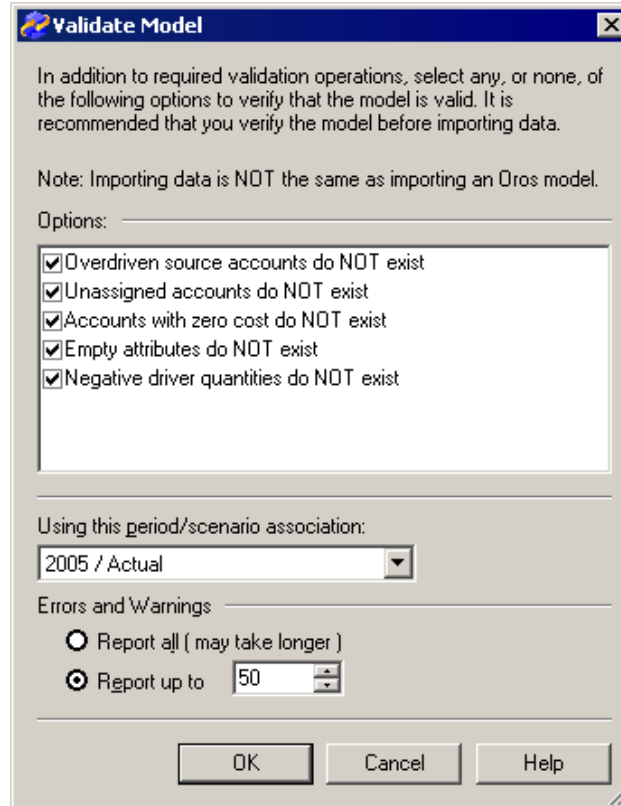 Validate Model
In addition to required validation operations, select any, or none, of
the following options to verify that the model is valid. It is
recommended that you verify the model before importing data.
Note: Importing data is NOT the same as importing an Oros model.
Options:
Overdriven source accounts do NOT exist
Unassigned accounts do NOT exist
Accounts with zero cost do NOT exist
Empty attributes do NOT exist
Negative driver quantities do NOT exist
Using this period/scenario association:
2005 / Actual
Errors and Warnings
Report all ( may take longer )
Report up to 50
OK Cancel Help